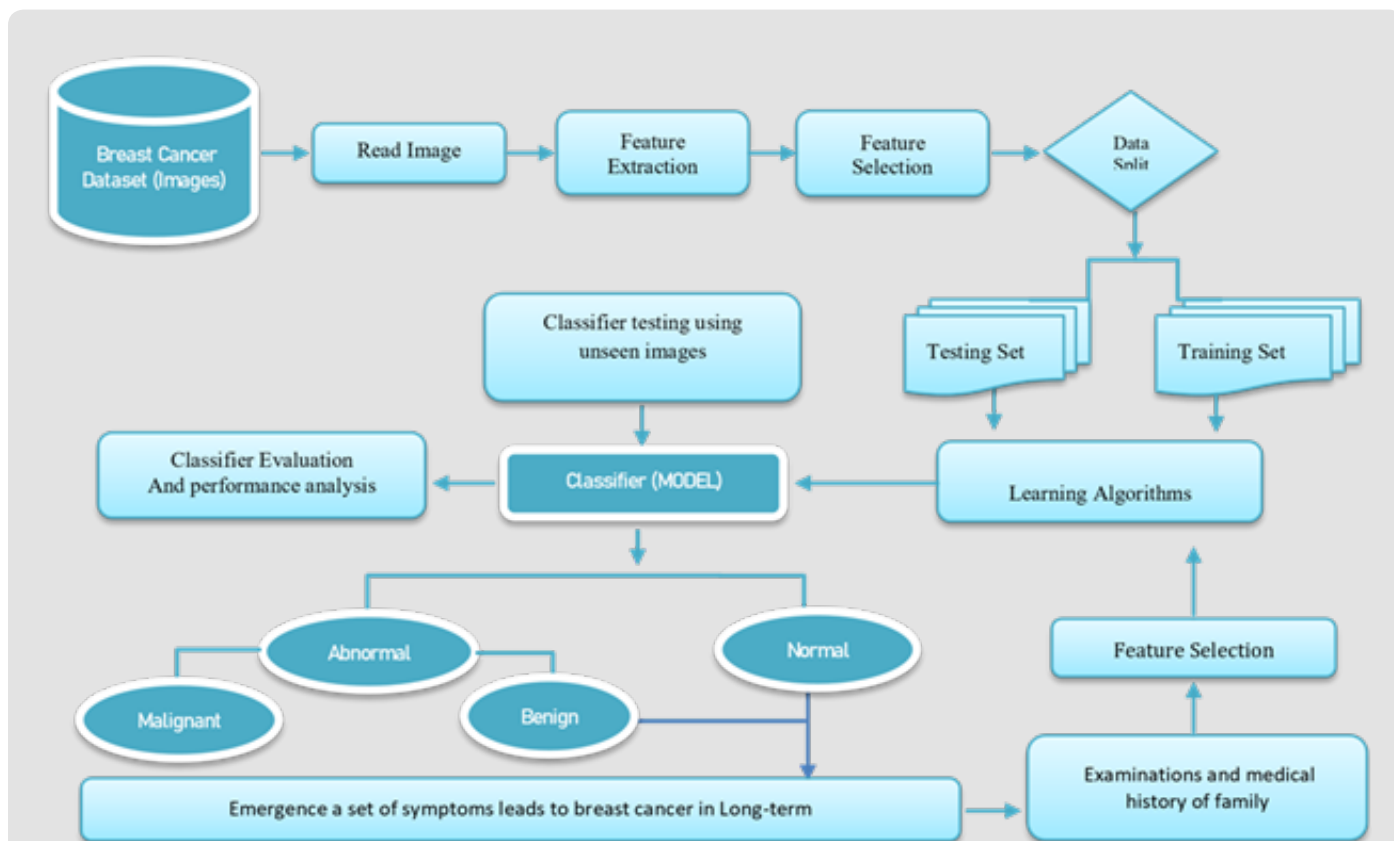 Breast Cancer
Dataset (Images)
Read Image
Feature
Extraction
Feature
Selection
Data
Split
Classifier testing using
unseen images
Testing Set
Training Set
Classifier Evaluation
And performance analysis
Classifier (MODEL)
Learning Algorithms
Abnormal
Normal
Feature Selection
Malignant
Benign
Emergence a set of symptoms leads to breast cancer in Long-term
Examinations and medical
history of family